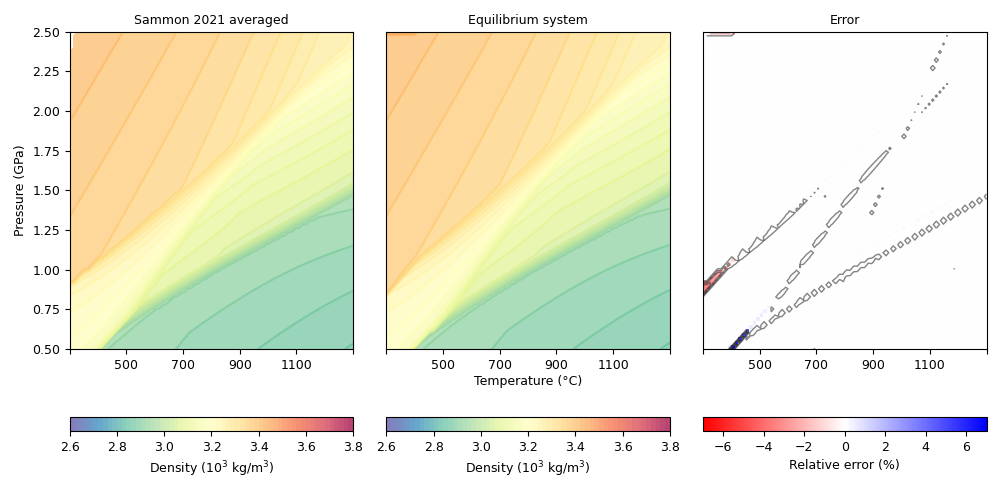 Sammon 2021 averaged
Equilibrium system
Error
Pressure (GPa)
2.50
2.25
2.00
1.75
1.50
1.25
1.00
0.75
0.50
500 700 900 1100
500 700 900 1100
500 700 900 1100
Temperature (°C)
2.6 2.8 3.0 3.2 3.4 3.6 3.8
2.6 2.8 3.0 3.2 3.4 3.6 3.8
−6 −4 −2 0 2 4 6
Density (10³ kg/m³)
Density (10³ kg/m³)
Relative error (%)